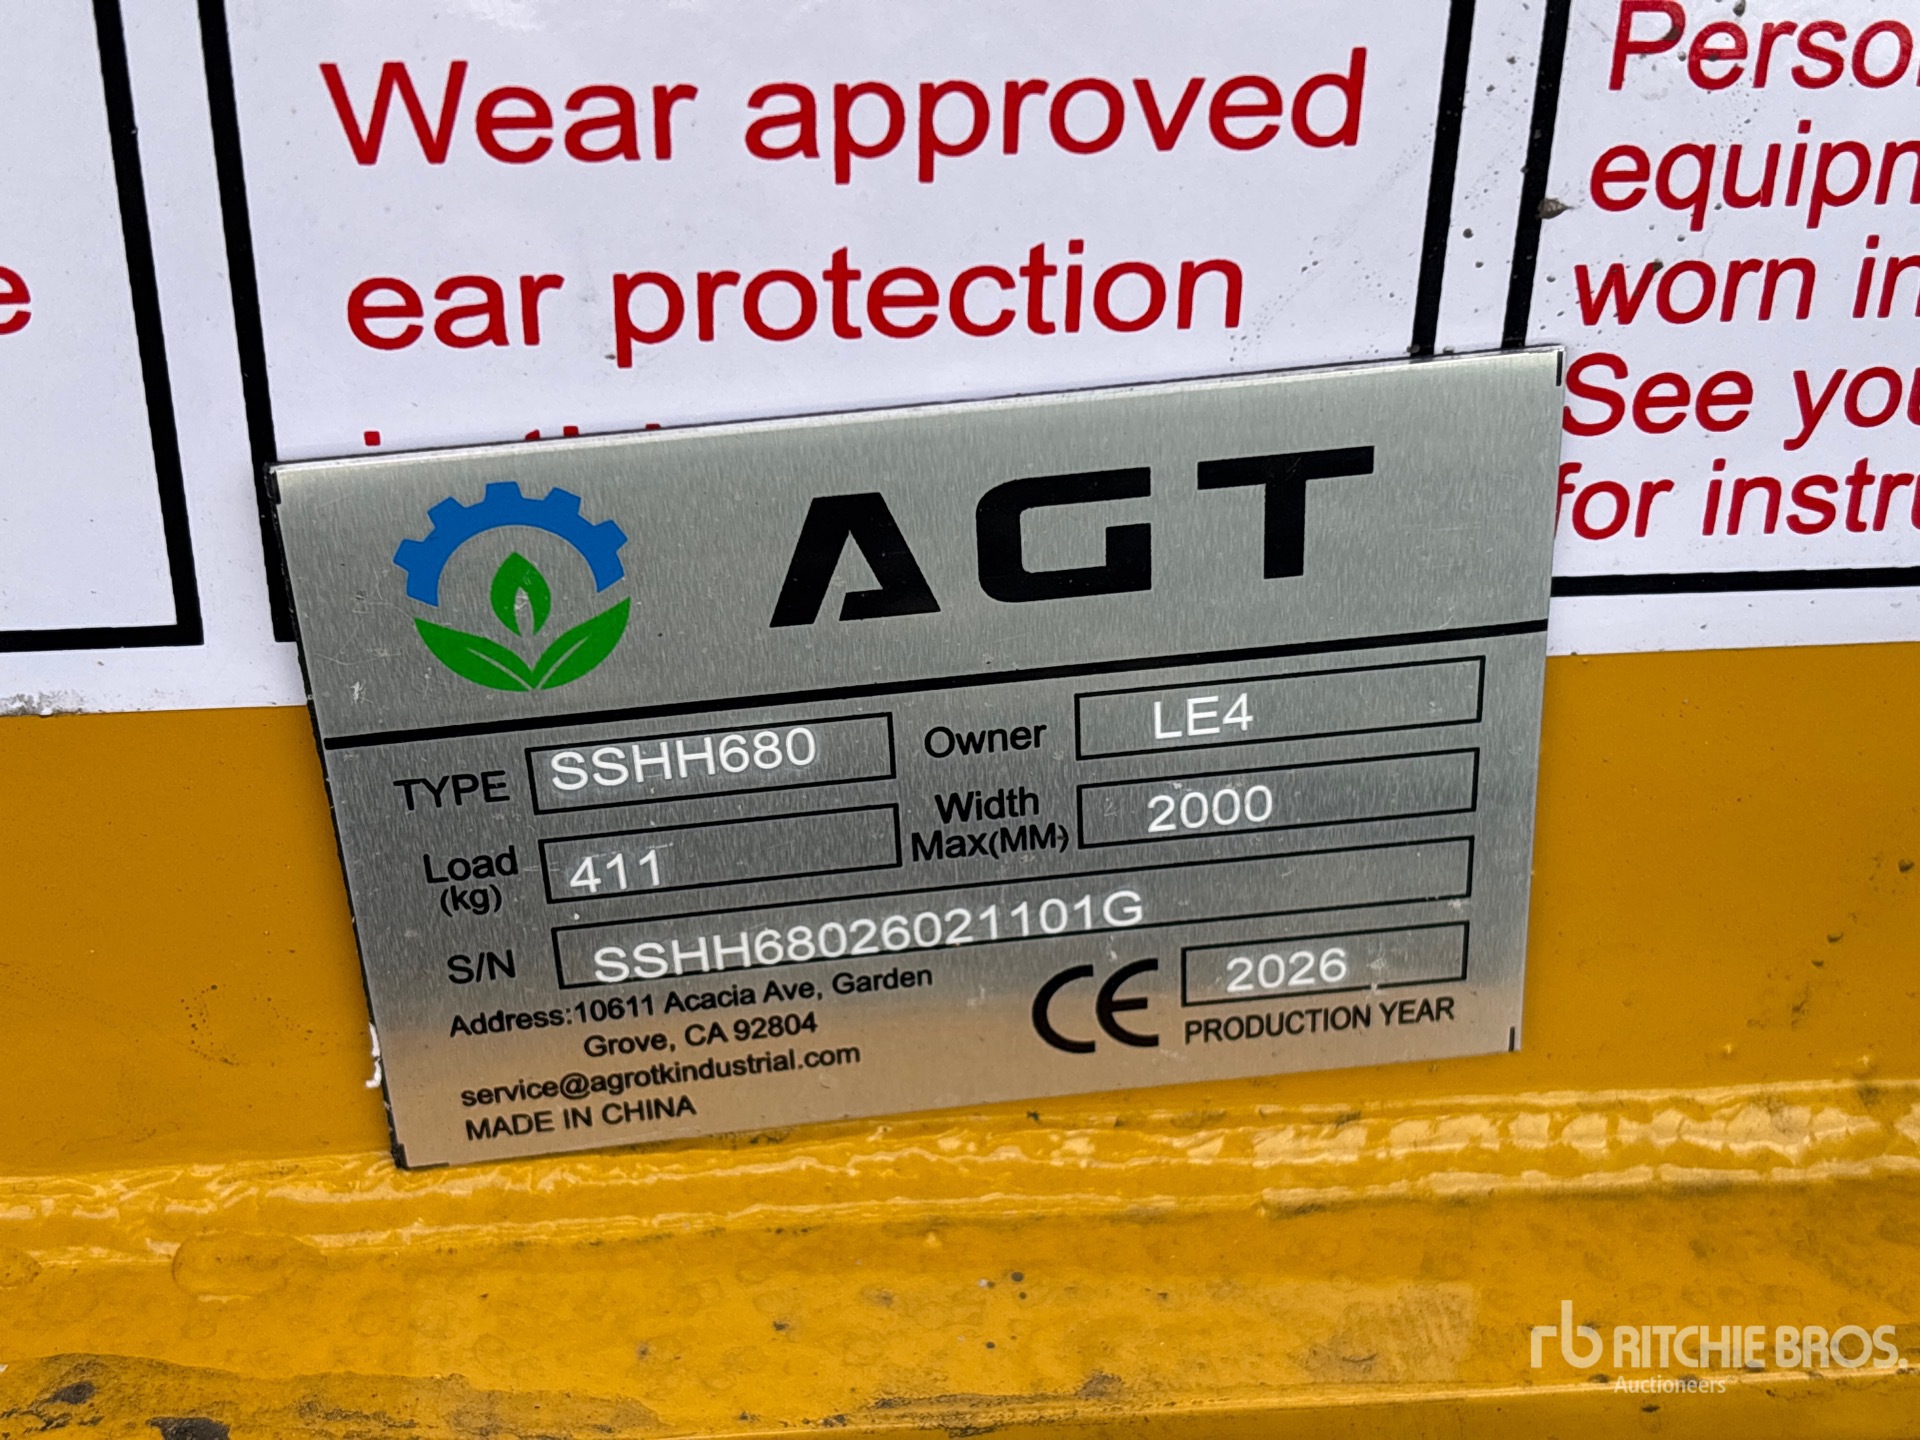 e
Wear approved
ear protection
Perso
equipm
worn in
See you
for instru
AGT
TYPE SSHH680 Owner LE4
Load (kg) 411 Width Max(MM) 2000
S/N SSHH68026021101G
Address:10611 Acacia Ave, Garden
Grove, CA 92804
service@agrotkindustrial.com
MADE IN CHINA
CE 2026
PRODUCTION YEAR
rb RITCHIE BROS.
Auctioneers